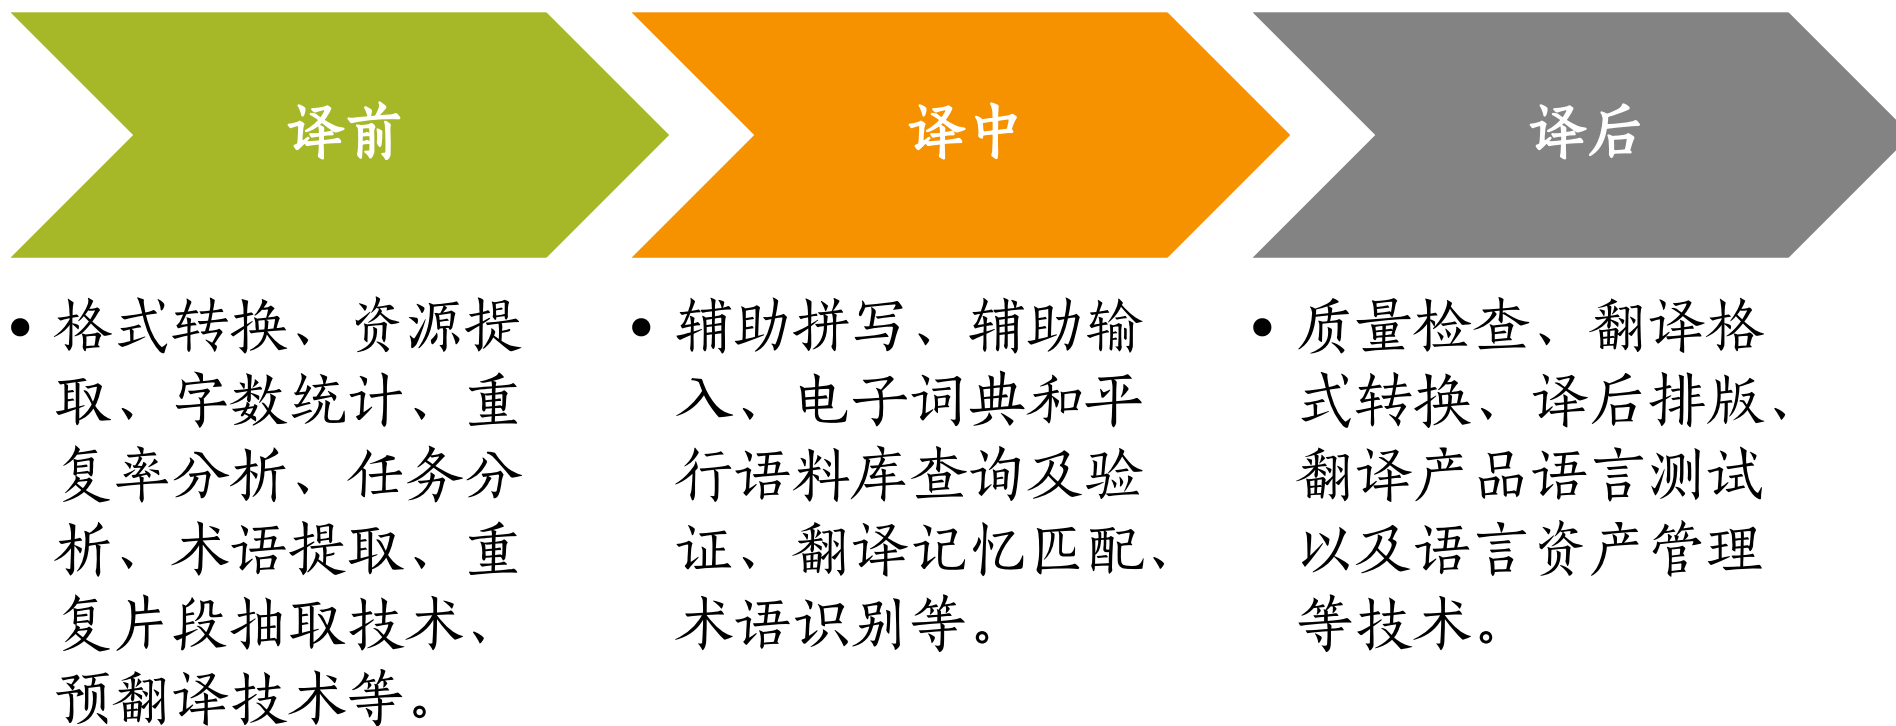 译前
译中
译后
• 格式转换、资源提
取、字数统计、重
复率分析、任务分
析、术语提取、重
复片段抽取技术、
预翻译技术等。
• 辅助拼写、辅助输
入、电子词典和平
行语料库查询及验
证、翻译记忆匹配、
术语识别等。
• 质量检查、翻译格
式转换、译后排版、
翻译产品语言测试
以及语言资产管理
等技术。